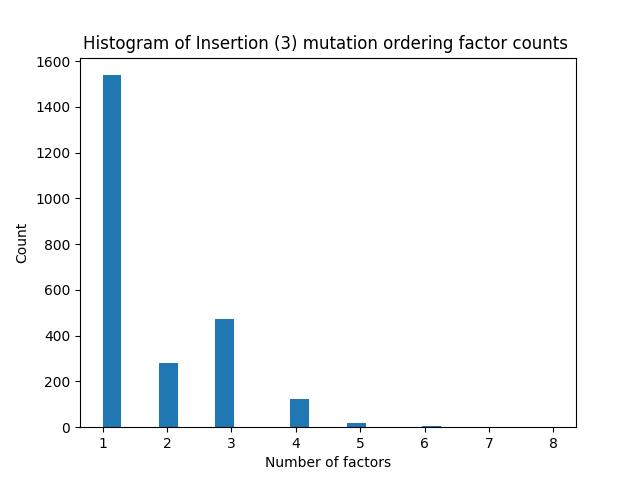 Histogram of Insertion (3) mutation ordering factor counts
1600
1400
1200
1000
800
600
400
200
0
Count
1 2 3 4 5 6 7 8
Number of factors